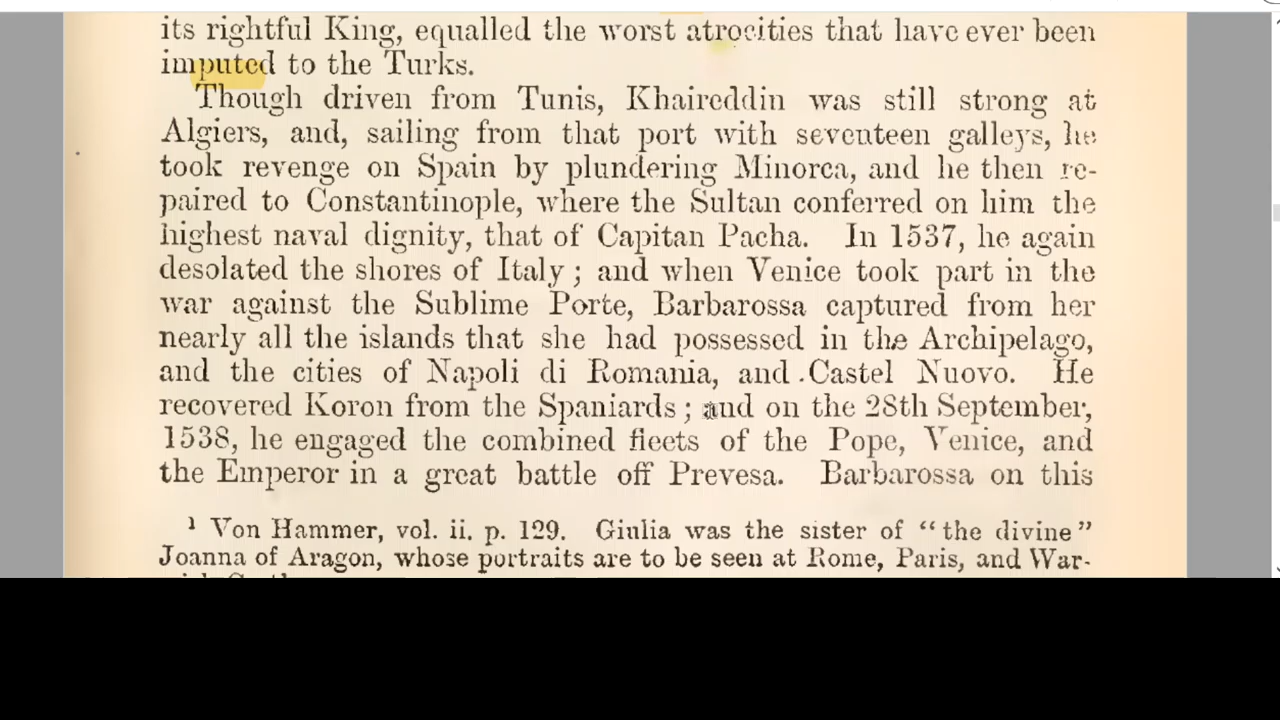 its rightful King, equalled the worst atrocities that have ever been
imputed to the Turks.
Though driven from Tunis, Khaireddin was still strong at
Algiers, and, sailing from that port with seventeen galleys, he
took revenge on Spain by plundering Minorca, and he then re-
paired to Constantinople, where the Sultan conferred on him the
highest naval dignity, that of Capitan Pacha. In 1537, he again
desolated the shores of Italy; and when Venice took part in the
war against the Sublime Porte, Barbarossa captured from her
nearly all the islands that she had possessed in the Archipelago,
and the cities of Napoli di Romania, and Castel Nuovo. He
recovered Koron from the Spaniards; and on the 28th September,
1538, he engaged the combined fleets of the Pope, Venice, and
the Emperor in a great battle off Prevesa. Barbarossa on this
1 Von Hammer, vol. ii. p. 129. Giulia was the sister of "the divine"
Joanna of Aragon, whose portraits are to be seen at Rome, Paris, and War-